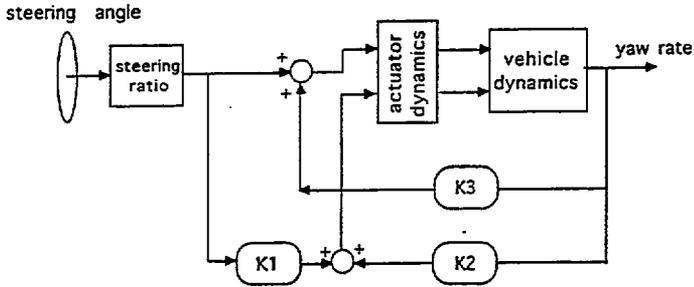 steering angle
steering
ratio
+
+
actuator
dynamics
vehicle
dynamics
yaw rate
K3
K1
+
+
K2